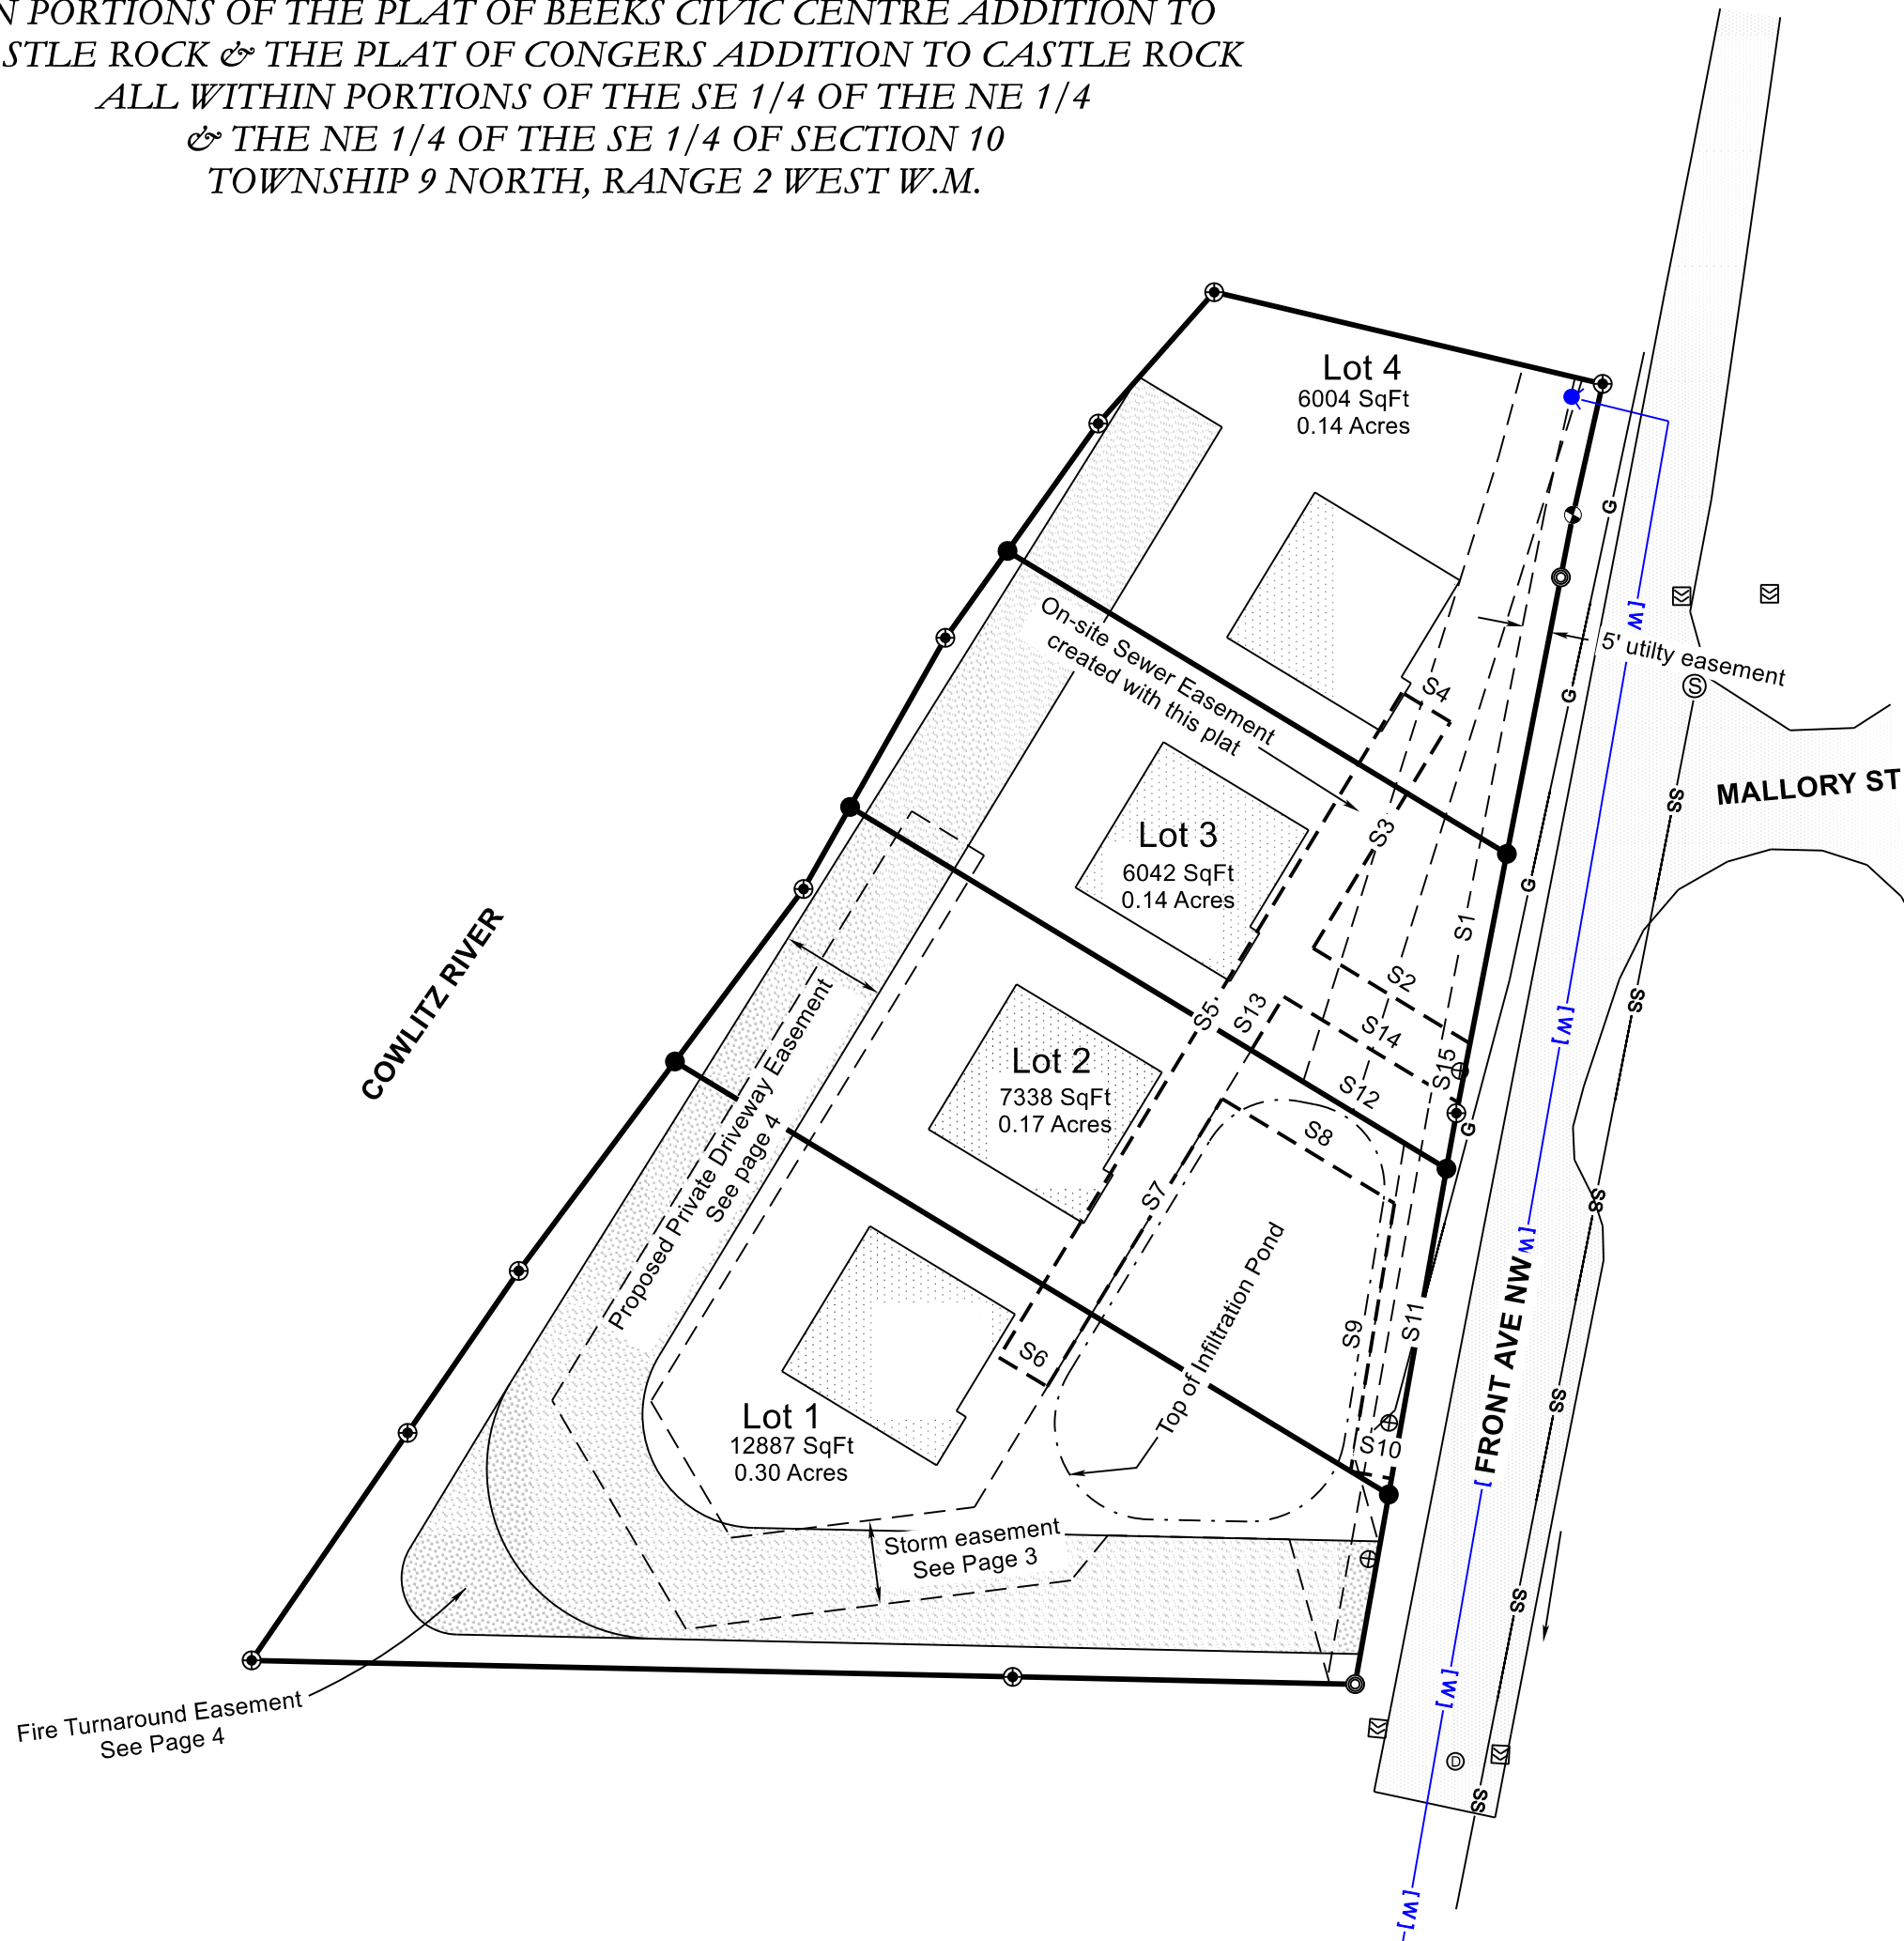 N PORTIONS OF THE PLAT OF BEEKS CIVIC CENTRE ADDITION TO
STLE ROCK & THE PLAT OF CONGERS ADDITION TO CASTLE ROCK
ALL WITHIN PORTIONS OF THE SE 1/4 OF THE NE 1/4
& THE NE 1/4 OF THE SE 1/4 OF SECTION 10
TOWNSHIP 9 NORTH, RANGE 2 WEST W.M.
Lot 4
6004 SqFt
0.14 Acres
G
On-site Sewer Easement
created with this plat
[W
5' utilty easement
S
S4
G
MALLORY ST
SS
S3
Lot 3
6042 SqFt
0.14 Acres
G
S1
COWLITZ RIVER
S2
SS
S5
S13
S14
[W]
Lot 2
7338 SqFt
0.17 Acres
S15
S12
S8
G
Proposed Private Driveway Easement
See page 4
S7
SS
[W]
Top of Infiltration Pond
S9
S11
FRONT AVE NW
S6
Lot 1
12887 SqFt
0.30 Acres
SS
S10
[
Storm easement
See Page 3
SS
Fire Turnaround Easement
See Page 4
[W]
D
SS
[W]